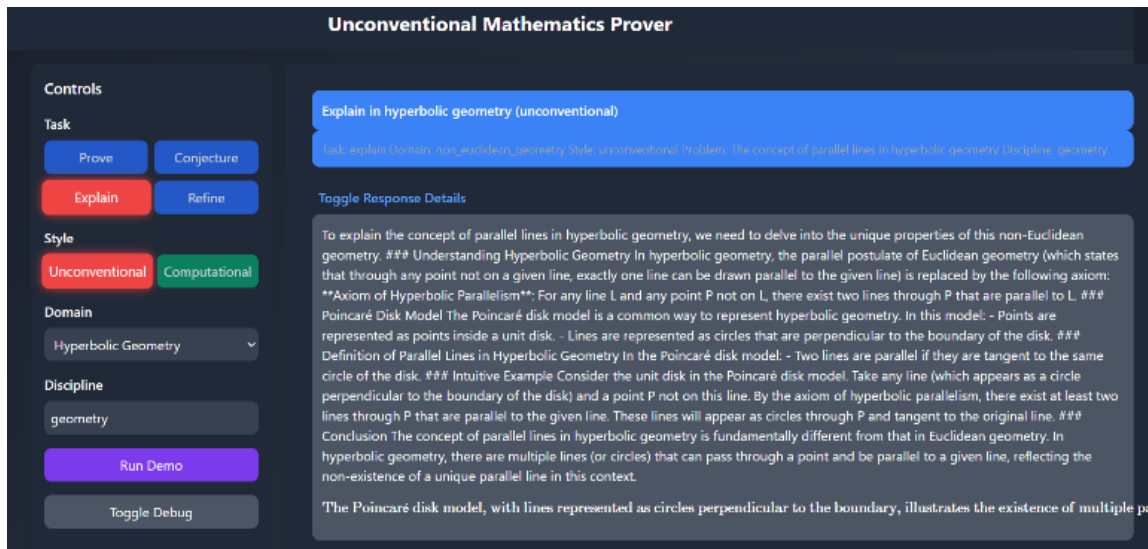 Unconventional Mathematics Prover
Controls
Task
Prove
Conjecture
Explain
Refine
Style
Unconventional
Computational
Domain
Hyperbolic Geometry
Discipline
geometry
Run Demo
Toggle Debug
Explain in hyperbolic geometry (unconventional)
Task: explain Domain: non_euclidean_geometry Style: unconventional Problem: The concept of parallel lines in hyperbolic geometry Discipline: geometry
Toggle Response Details
To explain the concept of parallel lines in hyperbolic geometry, we need to delve into the unique properties of this non-Euclidean
geometry. ### Understanding Hyperbolic Geometry In hyperbolic geometry, the parallel postulate of Euclidean geometry (which states
that through any point not on a given line, exactly one line can be drawn parallel to the given line) is replaced by the following axiom:
**Axiom of Hyperbolic Parallelism**: For any line L and any point P not on L, there exist two lines through P that are parallel to L. ###
Poincaré Disk Model The Poincaré disk model is a common way to represent hyperbolic geometry. In this model: - Points are
represented as points inside a unit disk. - Lines are represented as circles that are perpendicular to the boundary of the disk. ###
Definition of Parallel Lines in Hyperbolic Geometry In the Poincaré disk model: - Two lines are parallel if they are tangent to the same
circle of the disk. ### Intuitive Example Consider the unit disk in the Poincaré disk model. Take any line (which appears as a circle
perpendicular to the boundary of the disk) and a point P not on this line. By the axiom of hyperbolic parallelism, there exist at least two
lines through P that are parallel to the given line. These lines will appear as circles through P and tangent to the original line. ###
Conclusion The concept of parallel lines in hyperbolic geometry is fundamentally different from that in Euclidean geometry. In
hyperbolic geometry, there are multiple lines (or circles) that can pass through a point and be parallel to a given line, reflecting the
non-existence of a unique parallel line in this context.
The Poincaré disk model, with lines represented as circles perpendicular to the boundary, illustrates the existence of multiple pa